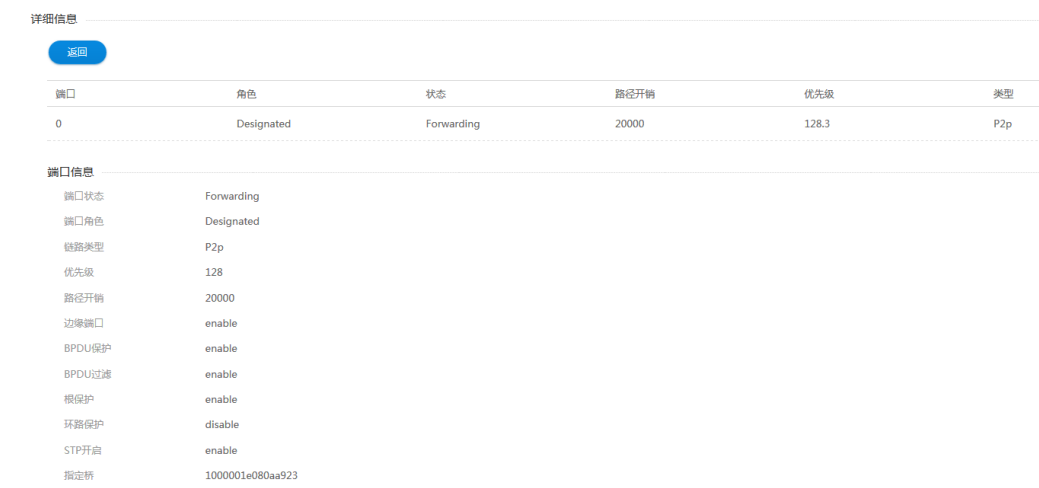 详细信息
返回
端口 角色 状态 路径开销 优先级 类型
0 Designated Forwarding 20000 128.3 P2p
端口信息
端口状态 Forwarding
端口角色 Designated
链路类型 P2p
优先级 128
路径开销 20000
边缘端口 enable
BPDU保护 enable
BPDU过滤 enable
根保护 enable
环路保护 disable
STP开启 enable
指定桥 1000001e080aa923